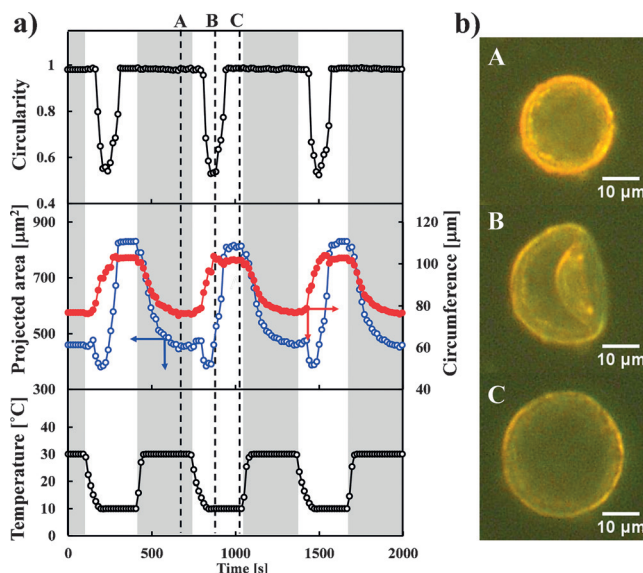 a)
A B C
Circularity
1
0.8
0.6
0.4
Projected area [µm²]
900
700
500
300
Circumference [µm]
120
100
80
60
40
Temperature [°C]
40
30
20
10
0
0 500 1000 1500 2000
Time [s]
b)
A
10 µm
B
10 µm
C
10 µm